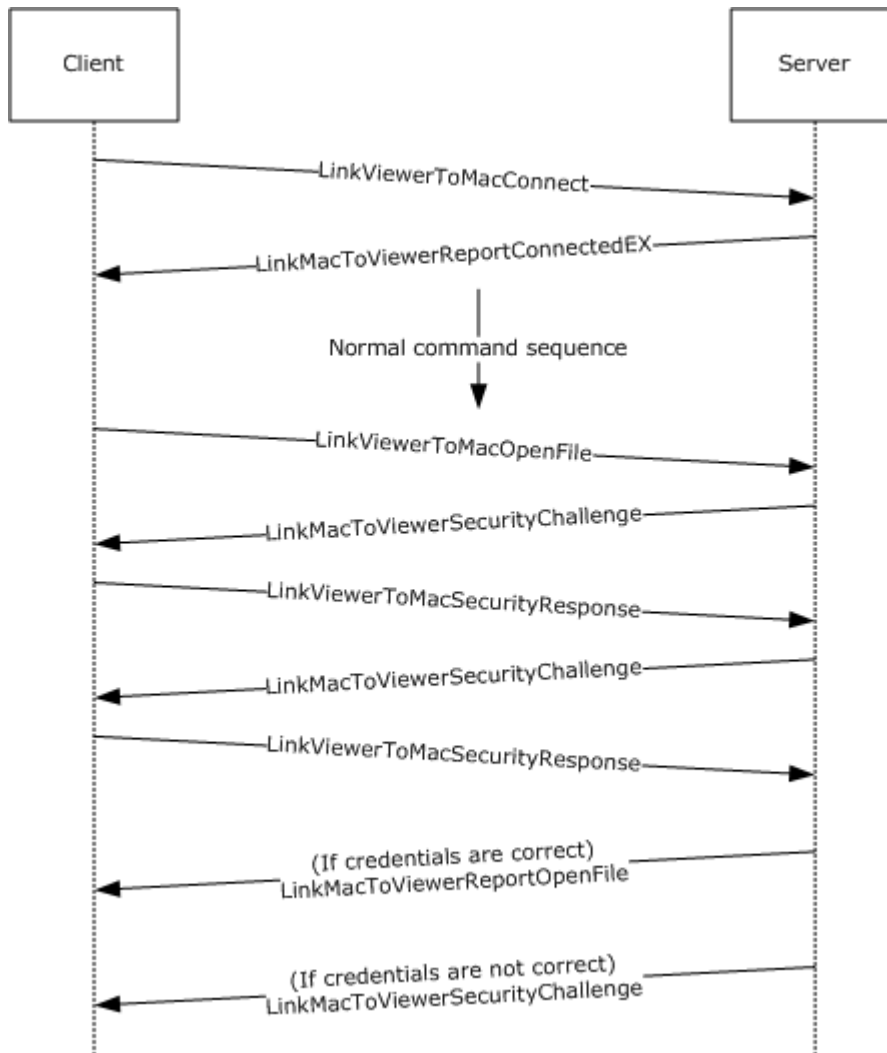 Client
Server
LinkViewerToMacConnect
LinkMacToViewerReportConnectedEX
Normal command sequence
LinkViewerToMacOpenFile
LinkMacToViewerSecurityChallenge
LinkViewerToMacSecurityResponse
LinkMacToViewerSecurityChallenge
LinkViewerToMacSecurityResponse
(If credentials are correct)
LinkMacToViewerReportOpenFile
(If credentials are not correct)
LinkMacToViewerSecurityChallenge